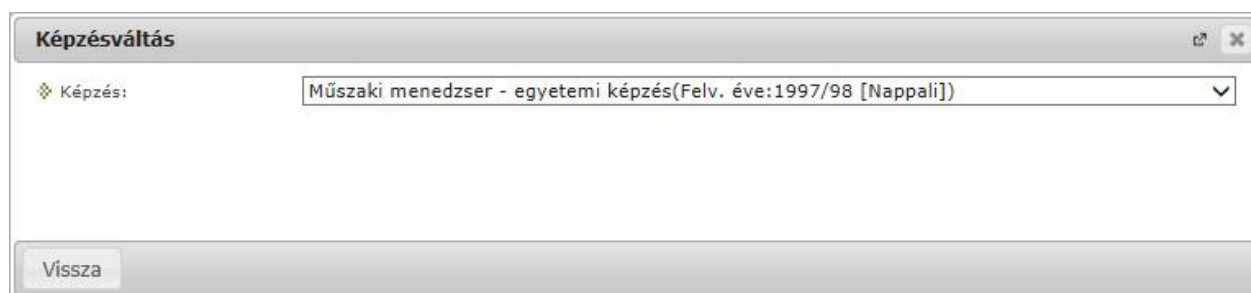 Képzésváltás
Képzés: Műszaki menedzser - egyetemi képzés(Felv. éve:1997/98 [Nappali])
Vissza